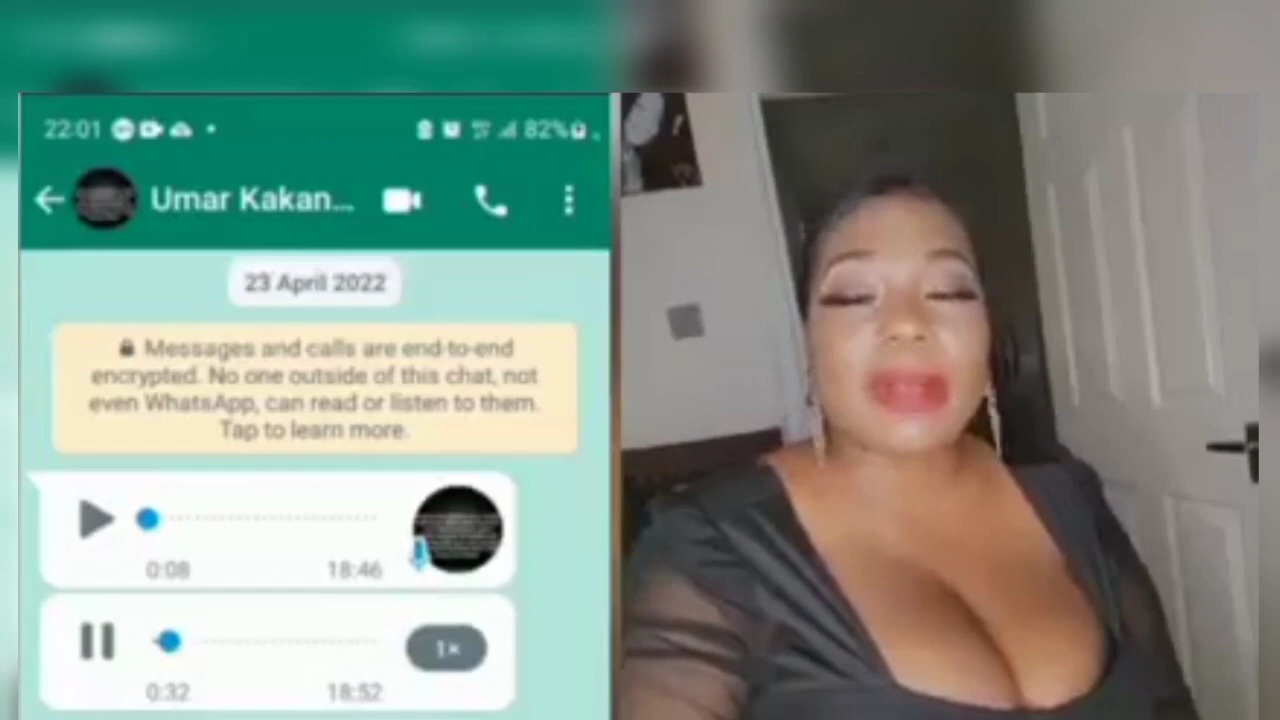 22:01 82%
Umar Kakan...
23 April 2022
Messages and calls are end-to-end
encrypted. No one outside of this chat, not
even WhatsApp, can read or listen to them.
Tap to learn more.
0:08 18:46
1×
0:32 18:52